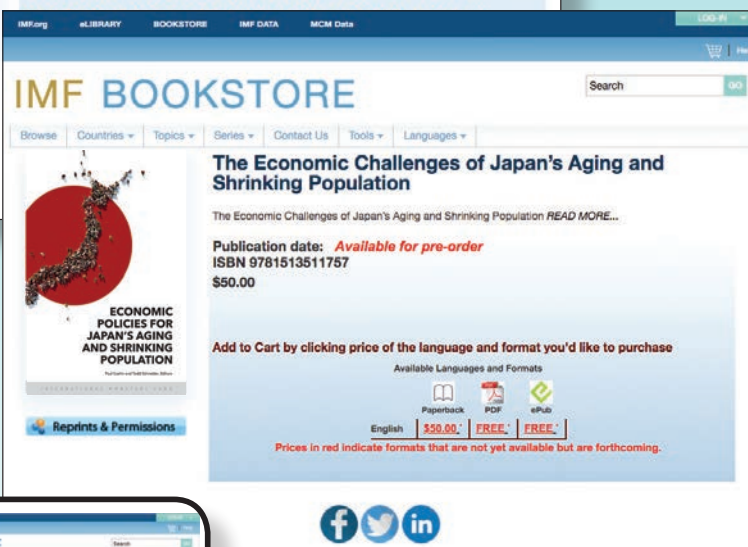 IMF.org eLIBRARY BOOKSTORE IMF DATA MCM Data LOG-IN
IMF BOOKSTORE
Search GO
Browse Countries Topics Series Contact Us Tools Languages
The Economic Challenges of Japan's Aging and
Shrinking Population
The Economic Challenges of Japan's Aging and Shrinking Population READ MORE...
Publication date: Available for pre-order
ISBN 9781513511757
$50.00
ECONOMIC
POLICIES FOR
JAPAN'S AGING
AND SHRINKING
POPULATION
INTERNATIONAL MONETARY FUND
Reprints & Permissions
Add to Cart by clicking price of the language and format you'd like to purchase
Available Languages and Formats
Paperback PDF ePub
English $50.00* FREE* FREE*
Prices in red indicate formats that are not yet available but are forthcoming.
f in
Search